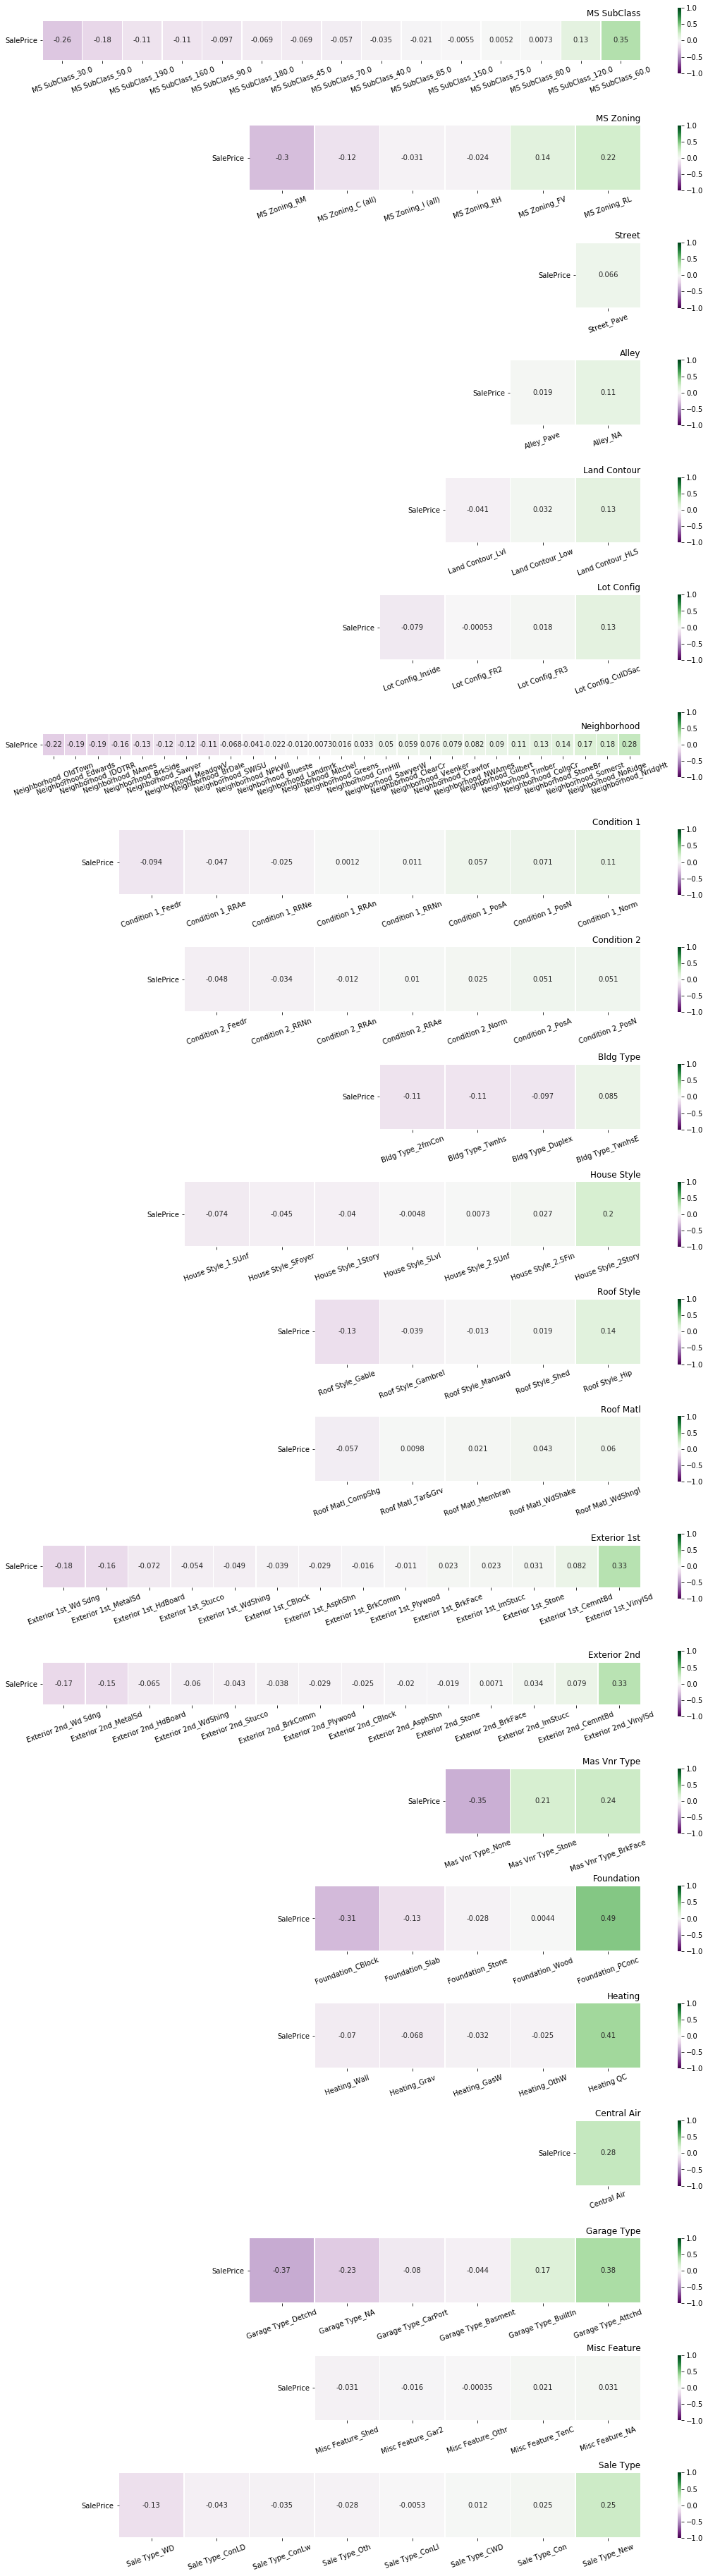 MS SubClass
SalePrice -0.26 -0.18 -0.11 -0.11 -0.097 -0.069 -0.069 -0.057 -0.035 -0.021 -0.0055 0.0052 0.0073 0.13 0.35
MS SubClass_30.0 MS SubClass_50.0 MS SubClass_190.0 MS SubClass_160.0 MS SubClass_90.0 MS SubClass_180.0 MS SubClass_45.0 MS SubClass_70.0 MS SubClass_40.0 MS SubClass_85.0 MS SubClass_150.0 MS SubClass_75.0 MS SubClass_80.0 MS SubClass_120.0 MS SubClass_60.0
1.0
0.5
0.0
−0.5
−1.0
MS Zoning
SalePrice -0.3 -0.12 -0.031 -0.024 0.14 0.22
MS Zoning_RM MS Zoning_C (all) MS Zoning_I (all) MS Zoning_RH MS Zoning_FV MS Zoning_RL
1.0
0.5
0.0
−0.5
−1.0
Street
SalePrice 0.066
Street_Pave
1.0
0.5
0.0
−0.5
−1.0
Alley
SalePrice 0.019 0.11
Alley_Pave Alley_NA
1.0
0.5
0.0
−0.5
−1.0
Land Contour
SalePrice -0.041 0.032 0.13
Land Contour_Lvl Land Contour_Low Land Contour_HLS
1.0
0.5
0.0
−0.5
−1.0
Lot Config
SalePrice -0.079 -0.00053 0.018 0.13
Lot Config_Inside Lot Config_FR2 Lot Config_FR3 Lot Config_CulDSac
1.0
0.5
0.0
−0.5
−1.0
Neighborhood
SalePrice -0.22 -0.19 -0.19 -0.16 -0.13 -0.12 -0.12 -0.11 -0.068 -0.041 -0.022 -0.012 0.0073 0.016 0.033 0.05 0.059 0.076 0.079 0.082 0.09 0.11 0.13 0.14 0.17 0.18 0.28
Neighborhood_OldTown Neighborhood_Edwards Neighborhood_IDOTRR Neighborhood_NAmes Neighborhood_BrkSide Neighborhood_Sawyer Neighborhood_MeadowV Neighborhood_BrDale Neighborhood_SWISU Neighborhood_NPkVill Neighborhood_Blueste Neighborhood_Landmrk Neighborhood_Mitchel Neighborhood_Greens Neighborhood_GrnHill Neighborhood_SawyerW Neighborhood_ClearCr Neighborhood_Veenker Neighborhood_Crawfor Neighborhood_NWAmes Neighborhood_Gilbert Neighborhood_Timber Neighborhood_CollgCr Neighborhood_StoneBr Neighborhood_Somerst Neighborhood_NoRidge Neighborhood_NridgHt
1.0
0.5
0.0
−0.5
−1.0
Condition 1
SalePrice -0.094 -0.047 -0.025 0.0012 0.011 0.057 0.071 0.11
Condition 1_Feedr Condition 1_RRAe Condition 1_RRNe Condition 1_RRAn Condition 1_RRNn Condition 1_PosA Condition 1_PosN Condition 1_Norm
1.0
0.5
0.0
−0.5
−1.0
Condition 2
SalePrice -0.048 -0.034 -0.012 0.01 0.025 0.051 0.051
Condition 2_Feedr Condition 2_RRNn Condition 2_RRAn Condition 2_RRAe Condition 2_Norm Condition 2_PosA Condition 2_PosN
1.0
0.5
0.0
−0.5
−1.0
Bldg Type
SalePrice -0.11 -0.11 -0.097 0.085
Bldg Type_2fmCon Bldg Type_Twnhs Bldg Type_Duplex Bldg Type_TwnhsE
1.0
0.5
0.0
−0.5
−1.0
House Style
SalePrice -0.074 -0.045 -0.04 -0.0048 0.0073 0.027 0.2
House Style_1.5Unf House Style_SFoyer House Style_1Story House Style_SLvl House Style_2.5Unf House Style_2.5Fin House Style_2Story
1.0
0.5
0.0
−0.5
−1.0
Roof Style
SalePrice -0.13 -0.039 -0.013 0.019 0.14
Roof Style_Gable Roof Style_Gambrel Roof Style_Mansard Roof Style_Shed Roof Style_Hip
1.0
0.5
0.0
−0.5
−1.0
Roof Matl
SalePrice -0.057 0.0098 0.021 0.043 0.06
Roof Matl_CompShg Roof Matl_Tar&Grv Roof Matl_Membran Roof Matl_WdShake Roof Matl_WdShngl
1.0
0.5
0.0
−0.5
−1.0
Exterior 1st
SalePrice -0.18 -0.16 -0.072 -0.054 -0.049 -0.039 -0.029 -0.016 -0.011 0.023 0.023 0.031 0.082 0.33
Exterior 1st_Wd Sdng Exterior 1st_MetalSd Exterior 1st_HdBoard Exterior 1st_Stucco Exterior 1st_WdShing Exterior 1st_CBlock Exterior 1st_AsphShn Exterior 1st_BrkComm Exterior 1st_Plywood Exterior 1st_BrkFace Exterior 1st_ImStucc Exterior 1st_Stone Exterior 1st_CemntBd Exterior 1st_VinylSd
1.0
0.5
0.0
−0.5
−1.0
Exterior 2nd
SalePrice -0.17 -0.15 -0.065 -0.06 -0.043 -0.038 -0.029 -0.025 -0.02 -0.019 0.0071 0.034 0.079 0.33
Exterior 2nd_Wd Sdng Exterior 2nd_MetalSd Exterior 2nd_HdBoard Exterior 2nd_WdShing Exterior 2nd_Stucco Exterior 2nd_BrkComm Exterior 2nd_Plywood Exterior 2nd_CBlock Exterior 2nd_AsphShn Exterior 2nd_Stone Exterior 2nd_BrkFace Exterior 2nd_ImStucc Exterior 2nd_CemntBd Exterior 2nd_VinylSd
1.0
0.5
0.0
−0.5
−1.0
Mas Vnr Type
SalePrice -0.35 0.21 0.24
Mas Vnr Type_None Mas Vnr Type_Stone Mas Vnr Type_BrkFace
1.0
0.5
0.0
−0.5
−1.0
Foundation
SalePrice -0.31 -0.13 -0.028 0.0044 0.49
Foundation_CBlock Foundation_Slab Foundation_Stone Foundation_Wood Foundation_PConc
1.0
0.5
0.0
−0.5
−1.0
Heating
SalePrice -0.07 -0.068 -0.032 -0.025 0.41
Heating_Wall Heating_Grav Heating_GasW Heating_OthW Heating QC
1.0
0.5
0.0
−0.5
−1.0
Central Air
SalePrice 0.28
Central Air
1.0
0.5
0.0
−0.5
−1.0
Garage Type
SalePrice -0.37 -0.23 -0.08 -0.044 0.17 0.38
Garage Type_Detchd Garage Type_NA Garage Type_CarPort Garage Type_Basment Garage Type_BuiltIn Garage Type_Attchd
1.0
0.5
0.0
−0.5
−1.0
Misc Feature
SalePrice -0.031 -0.016 -0.00035 0.021 0.031
Misc Feature_Shed Misc Feature_Gar2 Misc Feature_Othr Misc Feature_TenC Misc Feature_NA
1.0
0.5
0.0
−0.5
−1.0
Sale Type
SalePrice -0.13 -0.043 -0.035 -0.028 -0.0053 0.012 0.025 0.25
Sale Type_WD Sale Type_ConLD Sale Type_ConLw Sale Type_Oth Sale Type_ConLI Sale Type_CWD Sale Type_Con Sale Type_New
1.0
0.5
0.0
−0.5
−1.0